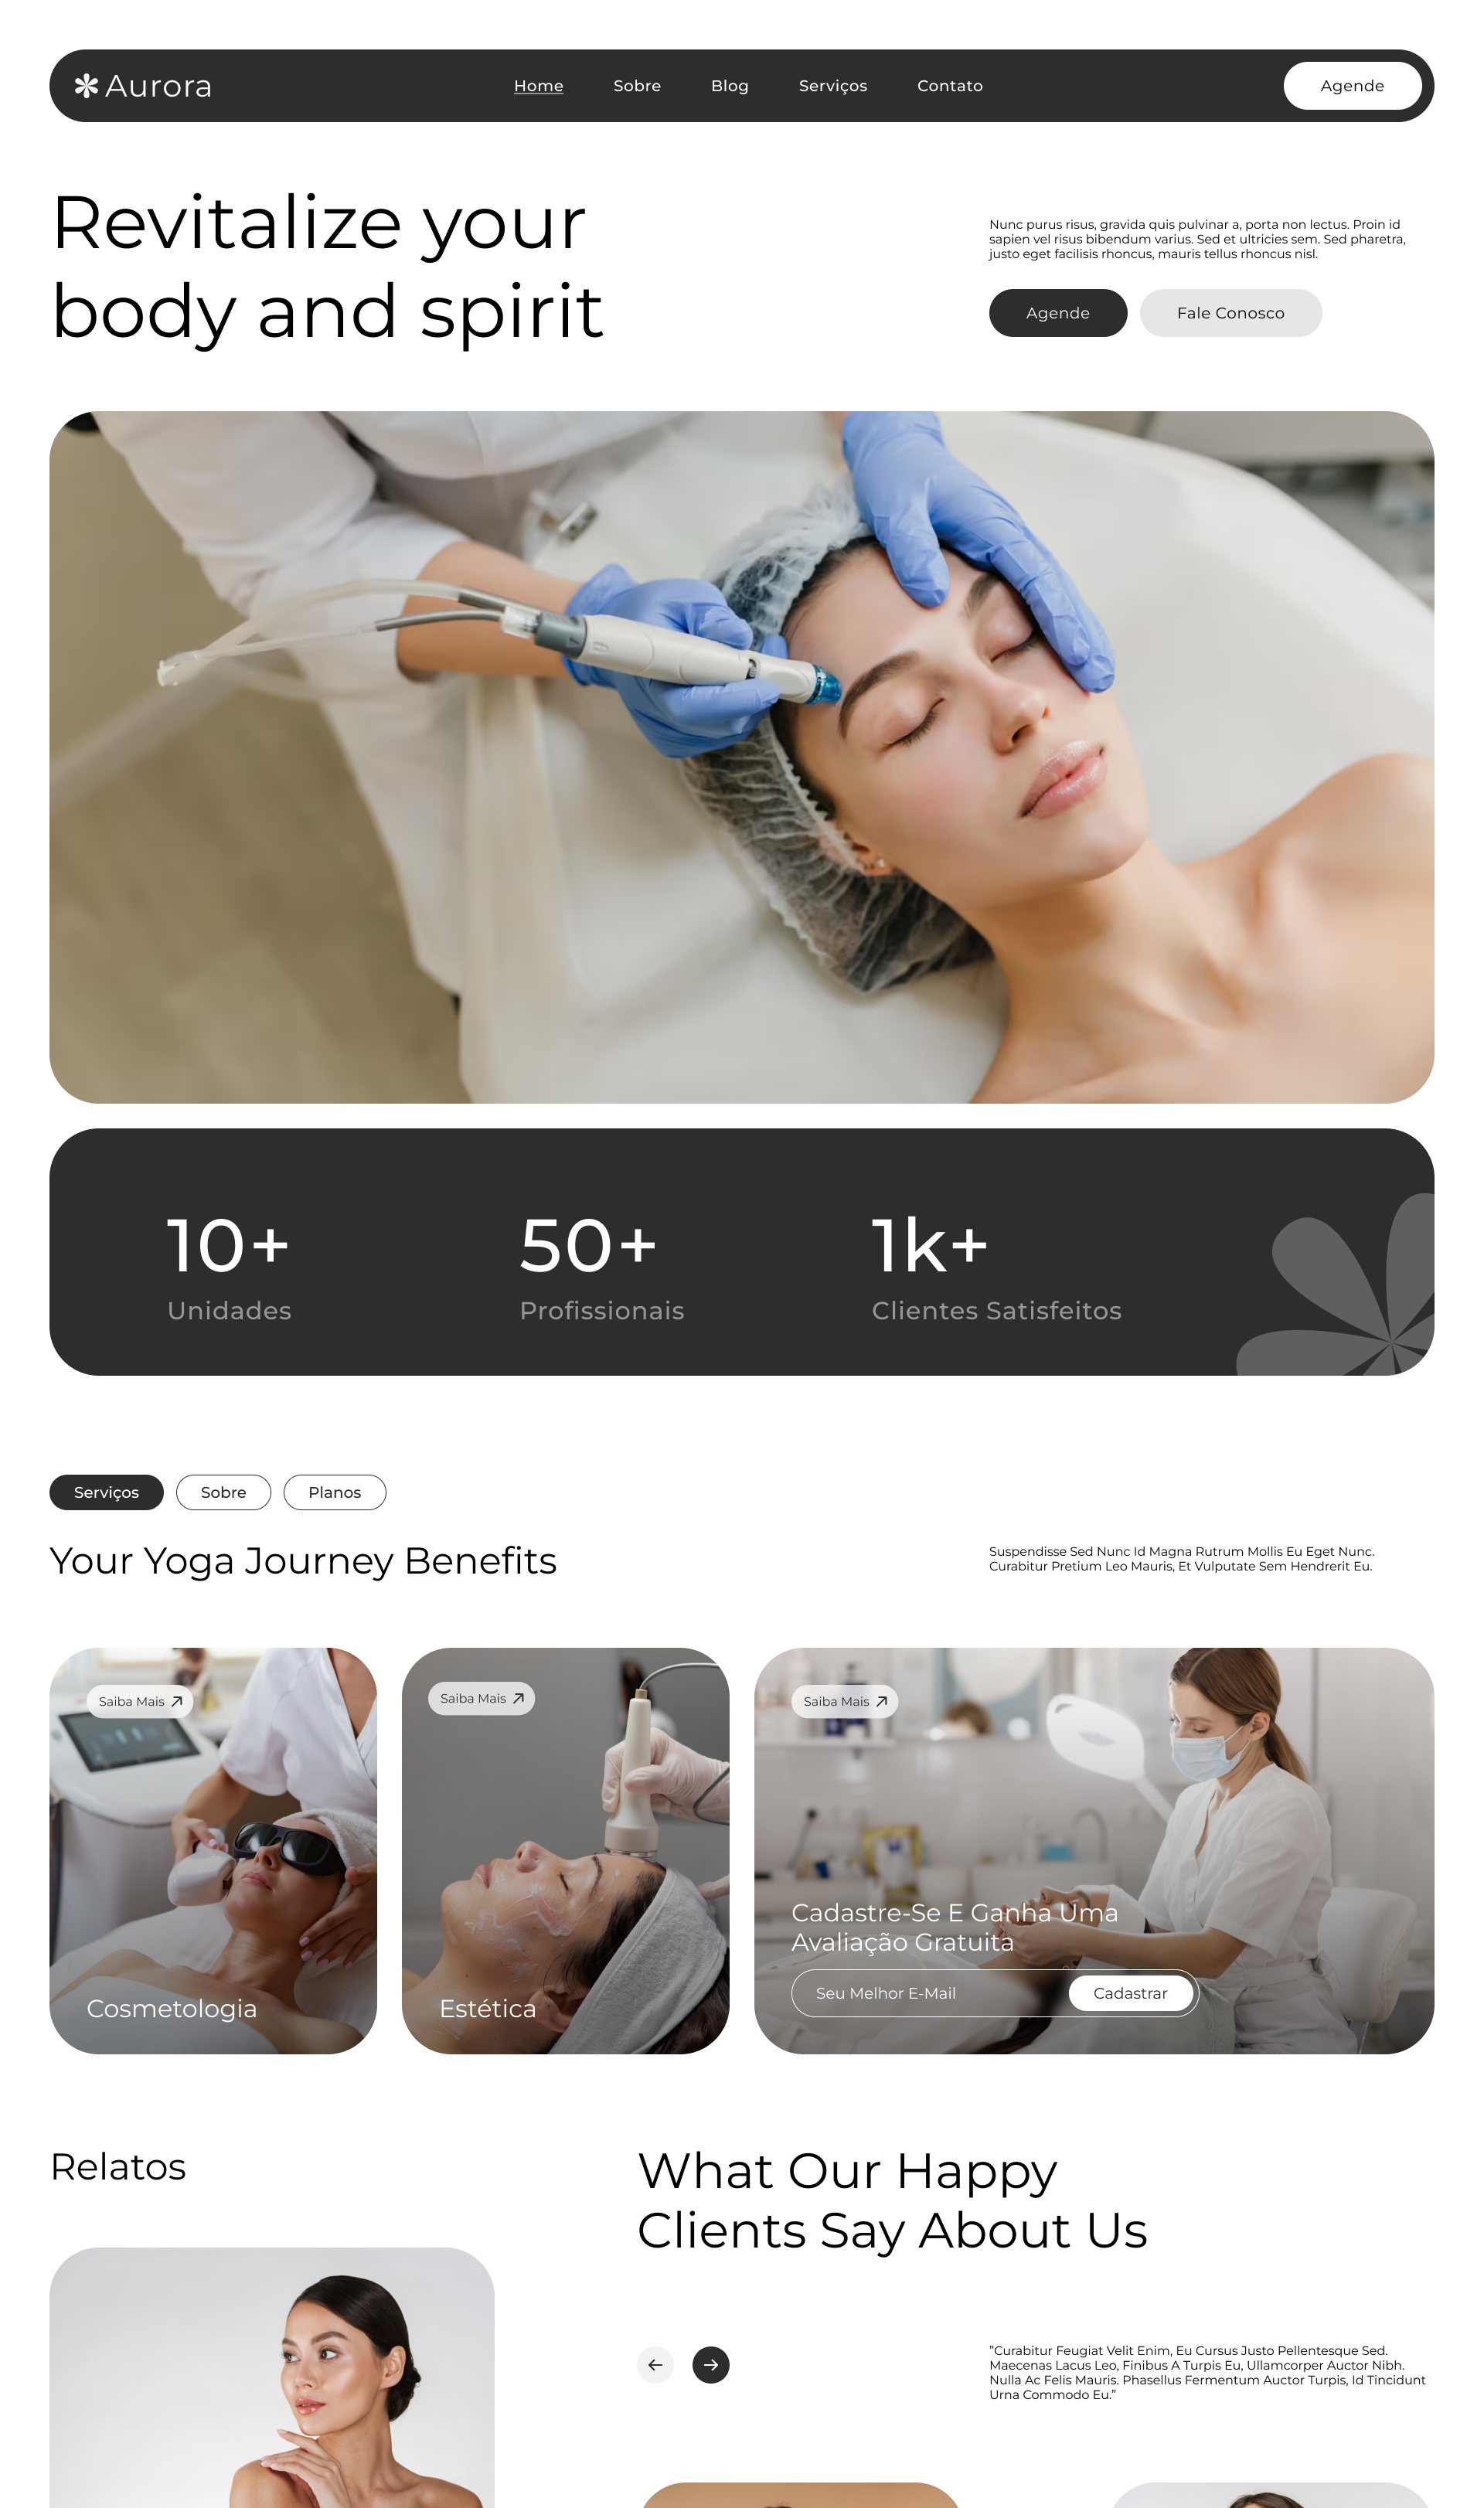 Aurora
Home
Sobre
Blog
Serviços
Contato
Agende
Revitalize your
body and spirit
Nunc purus risus, gravida quis pulvinar a, porta non lectus. Proin id
sapien vel risus bibendum varius. Sed et ultricies sem. Sed pharetra,
justo eget facilisis rhoncus, mauris tellus rhoncus nisl.
Agende
Fale Conosco
10+
Unidades
50+
Profissionais
1k+
Clientes Satisfeitos
Serviços
Sobre
Planos
Your Yoga Journey Benefits
Suspendisse Sed Nunc Id Magna Rutrum Mollis Eu Eget Nunc.
Curabitur Pretium Leo Mauris, Et Vulputate Sem Hendrerit Eu.
Saiba Mais
Cosmetologia
Saiba Mais
Estética
Saiba Mais
Cadastre-Se E Ganha Uma
Avaliação Gratuita
Seu Melhor E-Mail
Cadastrar
Relatos
What Our Happy
Clients Say About Us
"Curabitur Feugiat Velit Enim, Eu Cursus Justo Pellentesque Sed.
Maecenas Lacus Leo, Finibus A Turpis Eu, Ullamcorper Auctor Nibh.
Nulla Ac Felis Mauris. Phasellus Fermentum Auctor Turpis, Id Tincidunt
Urna Commodo Eu."